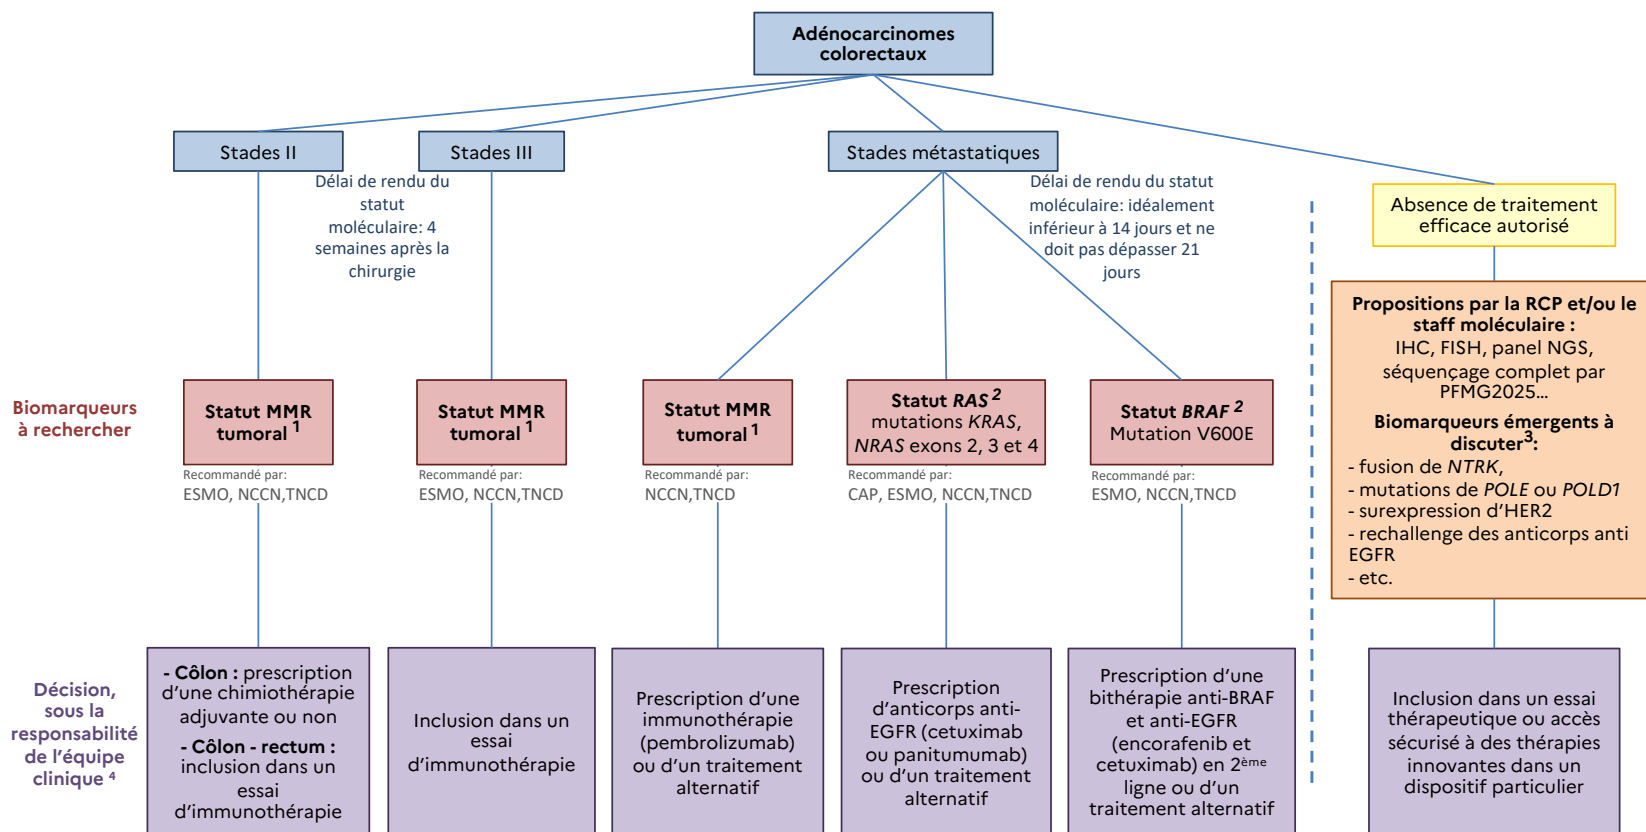 Adénocarcinomes
colorectaux
Stades II
Stades III
Stades métastatiques
Absence de traitement
efficace autorisé
Délai de rendu du
statut
moléculaire: 4
semaines après la
chirurgie
Délai de rendu du statut
moléculaire: idéalement
inférieur à 14 jours et ne
doit pas dépasser 21
jours
Propositions par la RCP et/ou le
staff moléculaire :
IHC, FISH, panel NGS,
séquençage complet par
PFMG2025…
Biomarqueurs émergents à
discuter³:
- fusion de NTRK,
- mutations de POLE ou POLD1
- surexpression d’HER2
- rechallenge des anticorps anti
EGFR
- etc.
Biomarqueurs
à rechercher
Statut MMR
tumoral ¹
Recommandé par:
ESMO, NCCN,TNCD
Statut MMR
tumoral ¹
Recommandé par:
ESMO, NCCN,TNCD
Statut MMR
tumoral ¹
Recommandé par:
NCCN,TNCD
Statut RAS ²
mutations KRAS,
NRAS exons 2, 3 et 4
Recommandé par:
CAP, ESMO, NCCN,TNCD
Statut BRAF ²
Mutation V600E
Recommandé par:
ESMO, NCCN,TNCD
Décision,
sous la
responsabilité
de l’équipe
clinique ⁴
- Côlon : prescription
d’une chimiothérapie
adjuvante ou non
- Côlon - rectum :
inclusion dans un
essai
d’immunothérapie
Inclusion dans un
essai
d’immunothérapie
Prescription d’une
immunothérapie
(pembrolizumab)
ou d’un traitement
alternatif
Prescription
d’anticorps anti-
EGFR (cetuximab
ou panitumumab)
ou d’un traitement
alternatif
Prescription d’une
bithérapie anti-BRAF
et anti-EGFR
(encorafenib et
cetuximab) en 2ème
ligne ou d’un
traitement alternatif
Inclusion dans un essai
thérapeutique ou accès
sécurisé à des thérapies
innovantes dans un
dispositif particulier